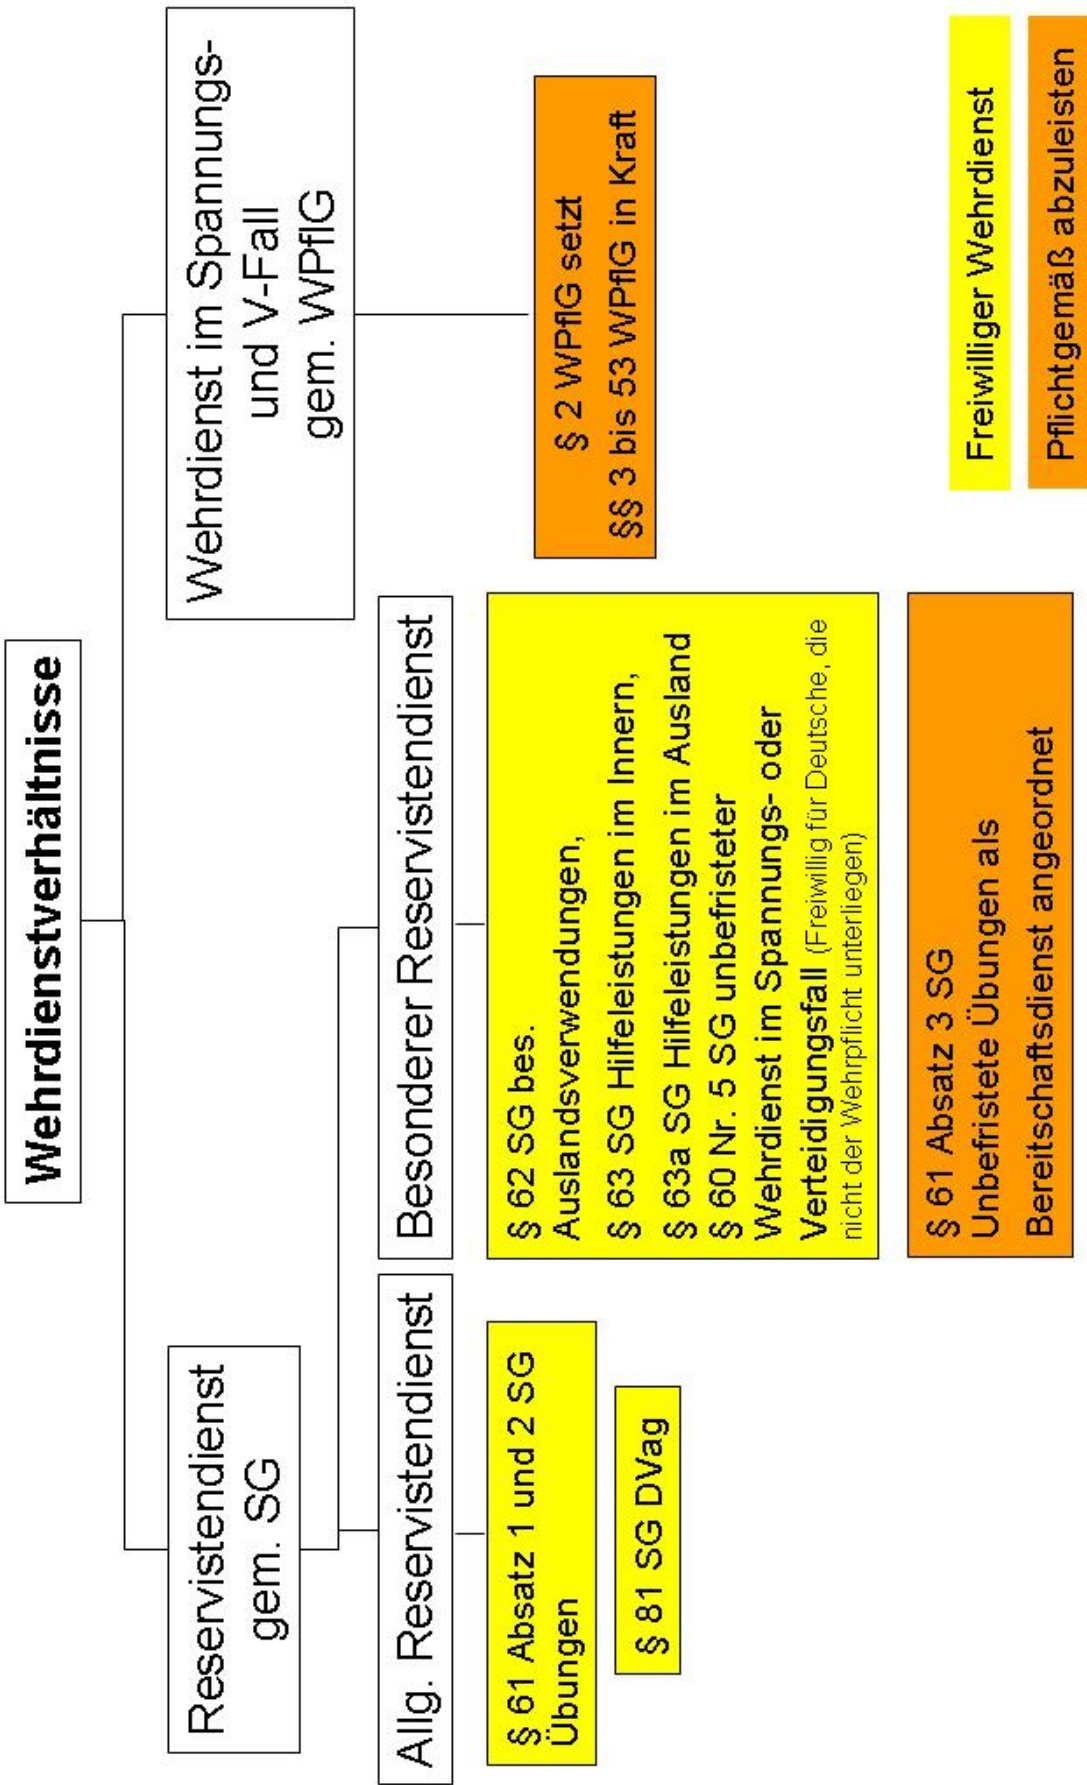 Wehrdienstverhältnisse
Reservistendienst
gem. SG
Wehrdienst im Spannungs-
und V-Fall
gem. WPflG
Allg. Reservistendienst
Besonderer Reservistendienst
§ 61 Absatz 1 und 2 SG
Übungen
§ 81 SG DVag
§ 62 SG bes.
Auslandsverwendungen,
§ 63 SG Hilfeleistungen im Innern,
§ 63a SG Hilfeleistungen im Ausland
§ 60 Nr. 5 SG unbefristeter
Wehrdienst im Spannungs- oder
Verteidigungsfall (Freiwillig für Deutsche, die
nicht der Wehrpflicht unterliegen)
§ 61 Absatz 3 SG
Unbefristete Übungen als
Bereitschaftsdienst angeordnet
§ 2 WPflG setzt
§§ 3 bis 53 WPflG in Kraft
Freiwilliger Wehrdienst
Pflichtgemäß abzuleisten